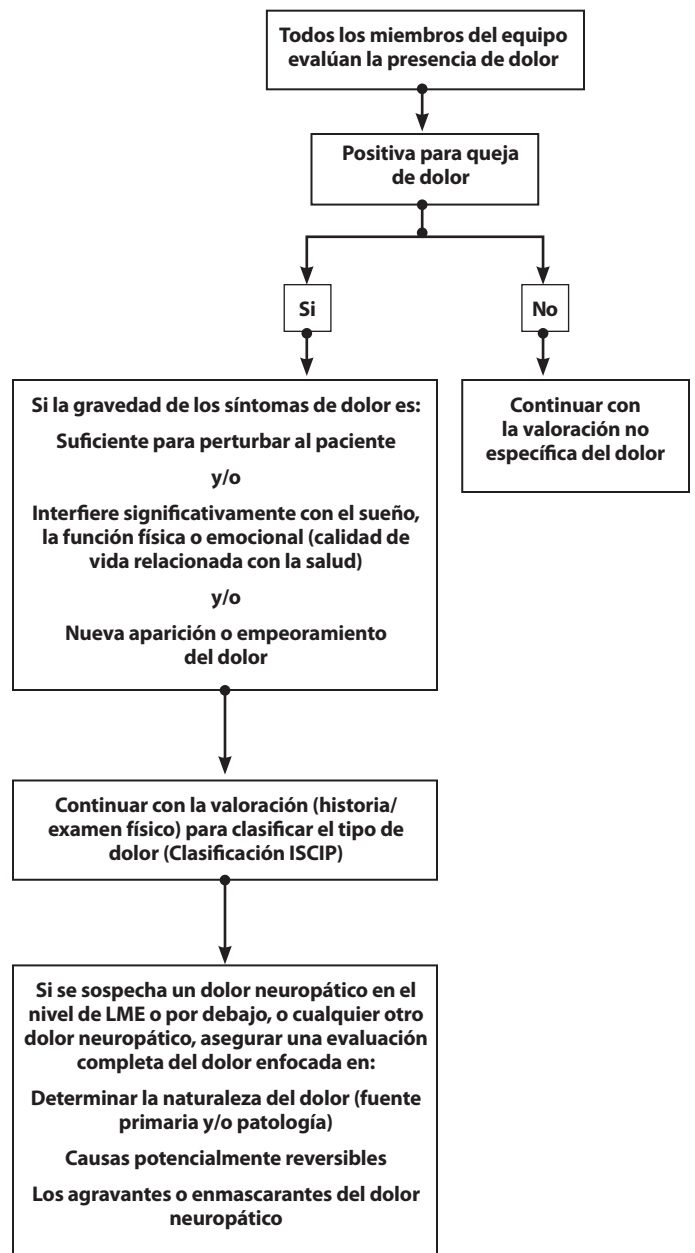 Todos los miembros del equipo
evalúan la presencia de dolor
Positiva para queja
de dolor
Si
No
Si la gravedad de los síntomas de dolor es:
Suficiente para perturbar al paciente
y/o
Interfiere significativamente con el sueño,
la función física o emocional (calidad de
vida relacionada con la salud)
y/o
Nueva aparición o empeoramiento
del dolor
Continuar con
la valoración no
específica del dolor
Continuar con la valoración (historia/
examen físico) para clasificar el tipo de
dolor (Clasificación ISCIP)
Si se sospecha un dolor neuropático en el
nivel de LME o por debajo, o cualquier otro
dolor neuropático, asegurar una evaluación
completa del dolor enfocada en:
Determinar la naturaleza del dolor (fuente
primaria y/o patología)
Causas potencialmente reversibles
Los agravantes o enmascarantes del dolor
neuropático